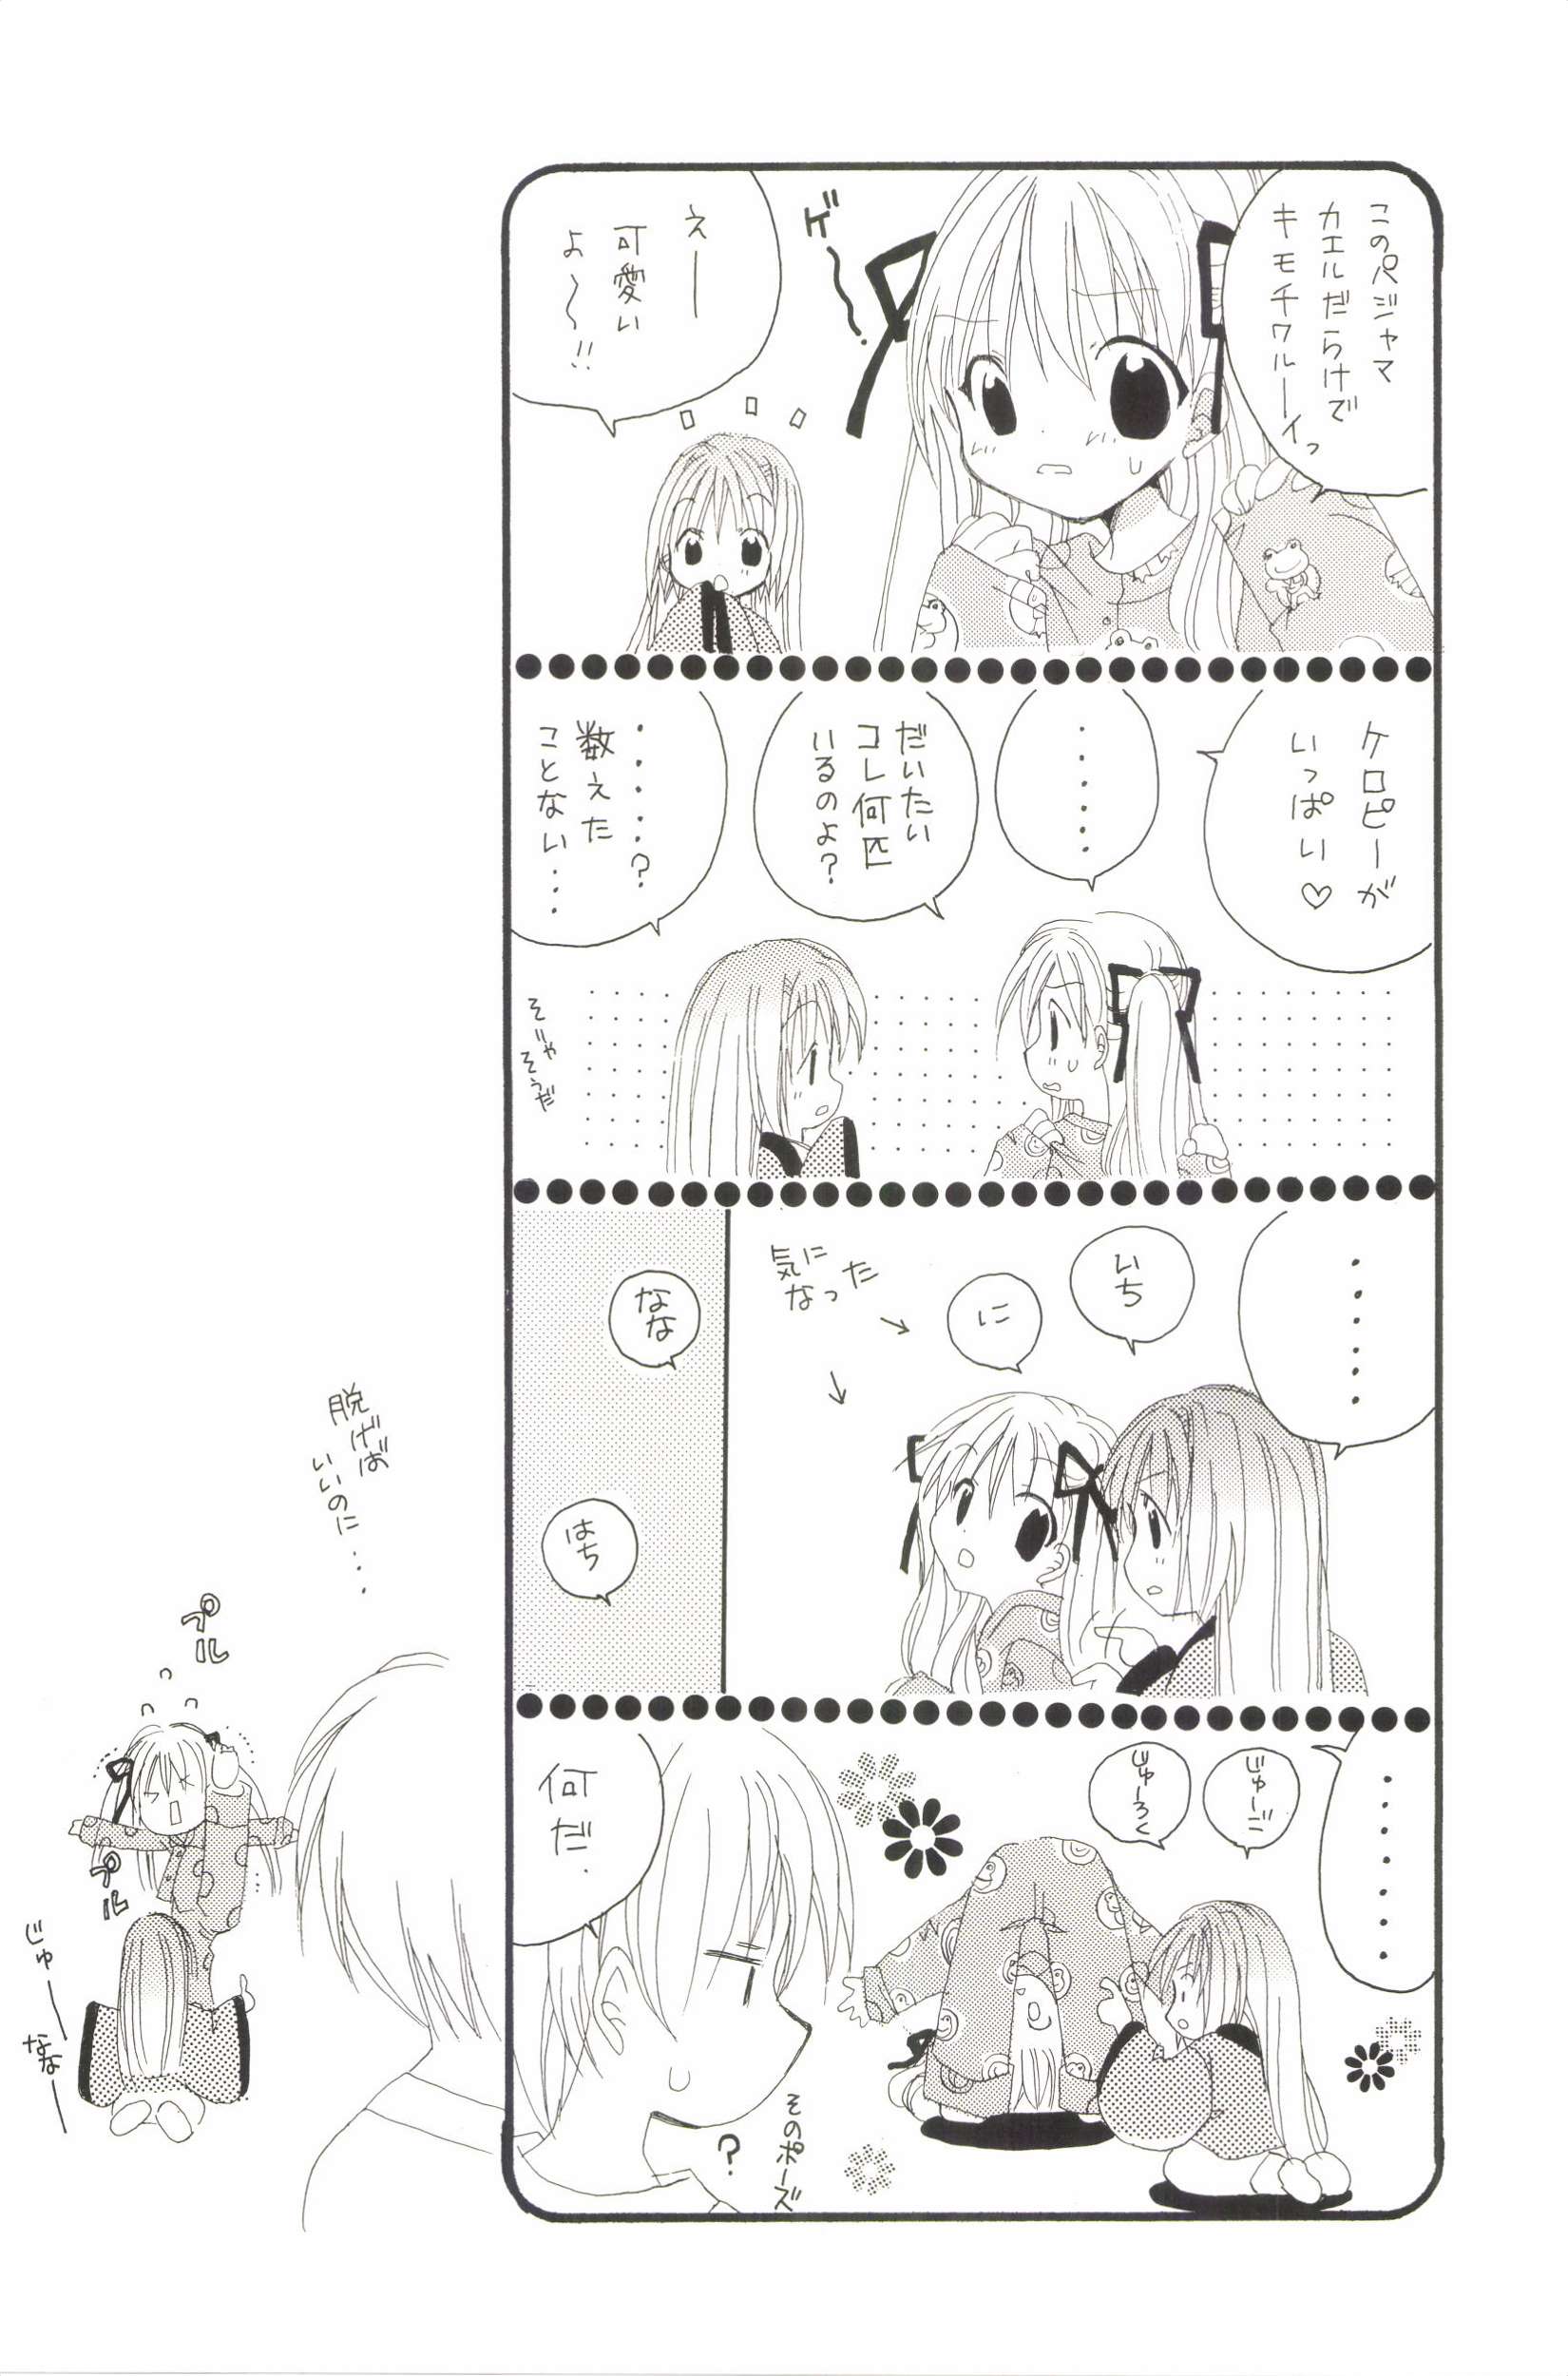 このパジャマ
カエルだらけで
キモチワルーイっ
ゲ〜
えー
可愛い
よ〜!!
ケロピーが
いっぱい♡
・・・・・
だいたい
コレ何匹
いるのよ?
・・・・・?
数えた
ことない・・・
そりゃ
そうだ
・・・・・・
いち
に
気に
なった
なな
はち
・・・・・・・
じゅーご
じゅーろく
何だ
そのポーズ
?
脱げば
いいのに・・・
プル
プル
じゅー
ななー